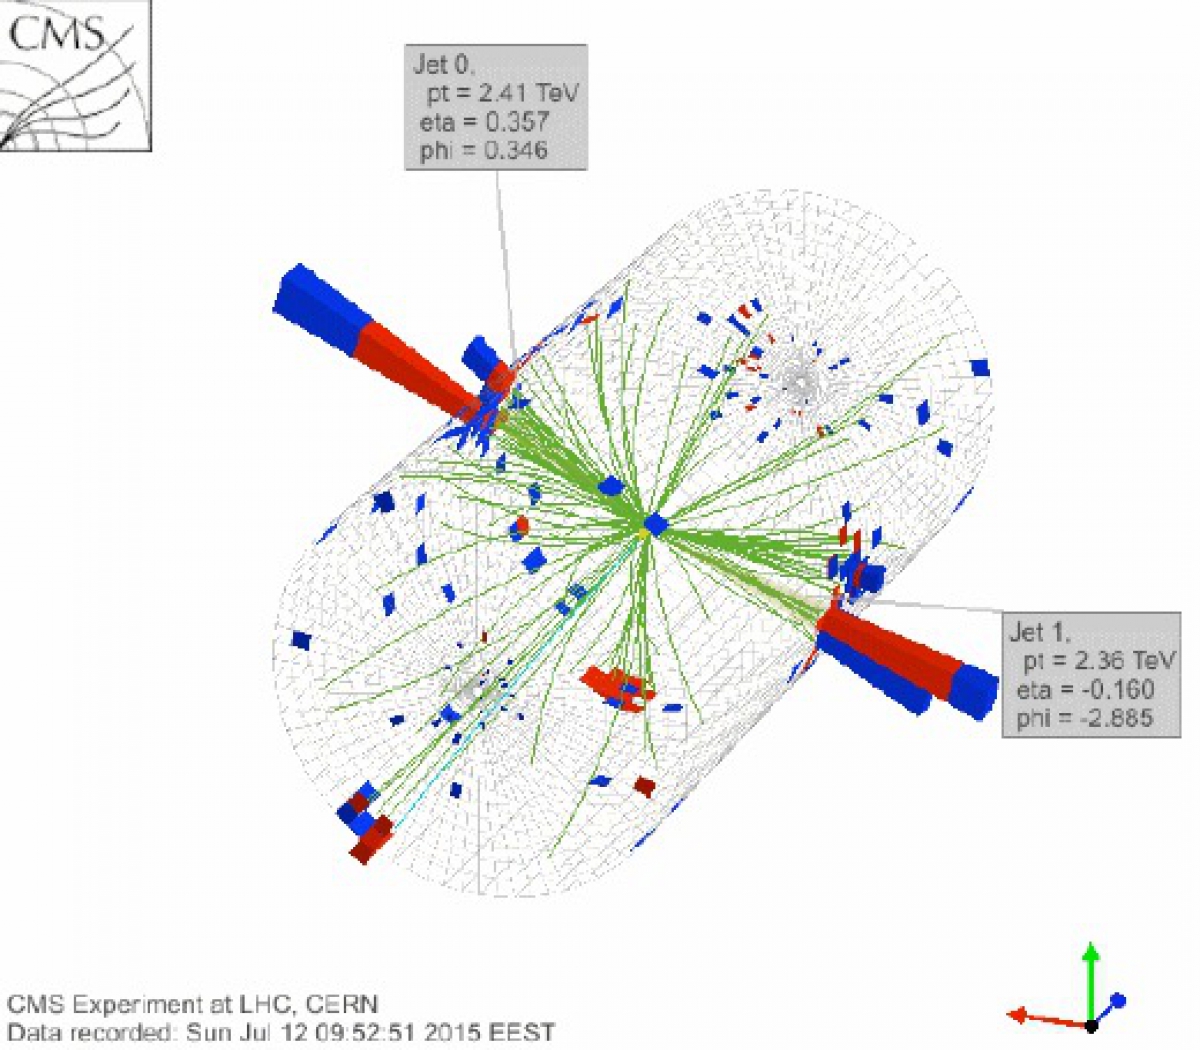 CMS
Jet 0,
pt = 2.41 TeV
eta = 0.357
phi = 0.346
Jet 1,
pt = 2.36 TeV
eta = -0.160
phi = -2.885
CMS Experiment at LHC, CERN
Data recorded: Sun Jul 12 09:52:51 2015 EEST